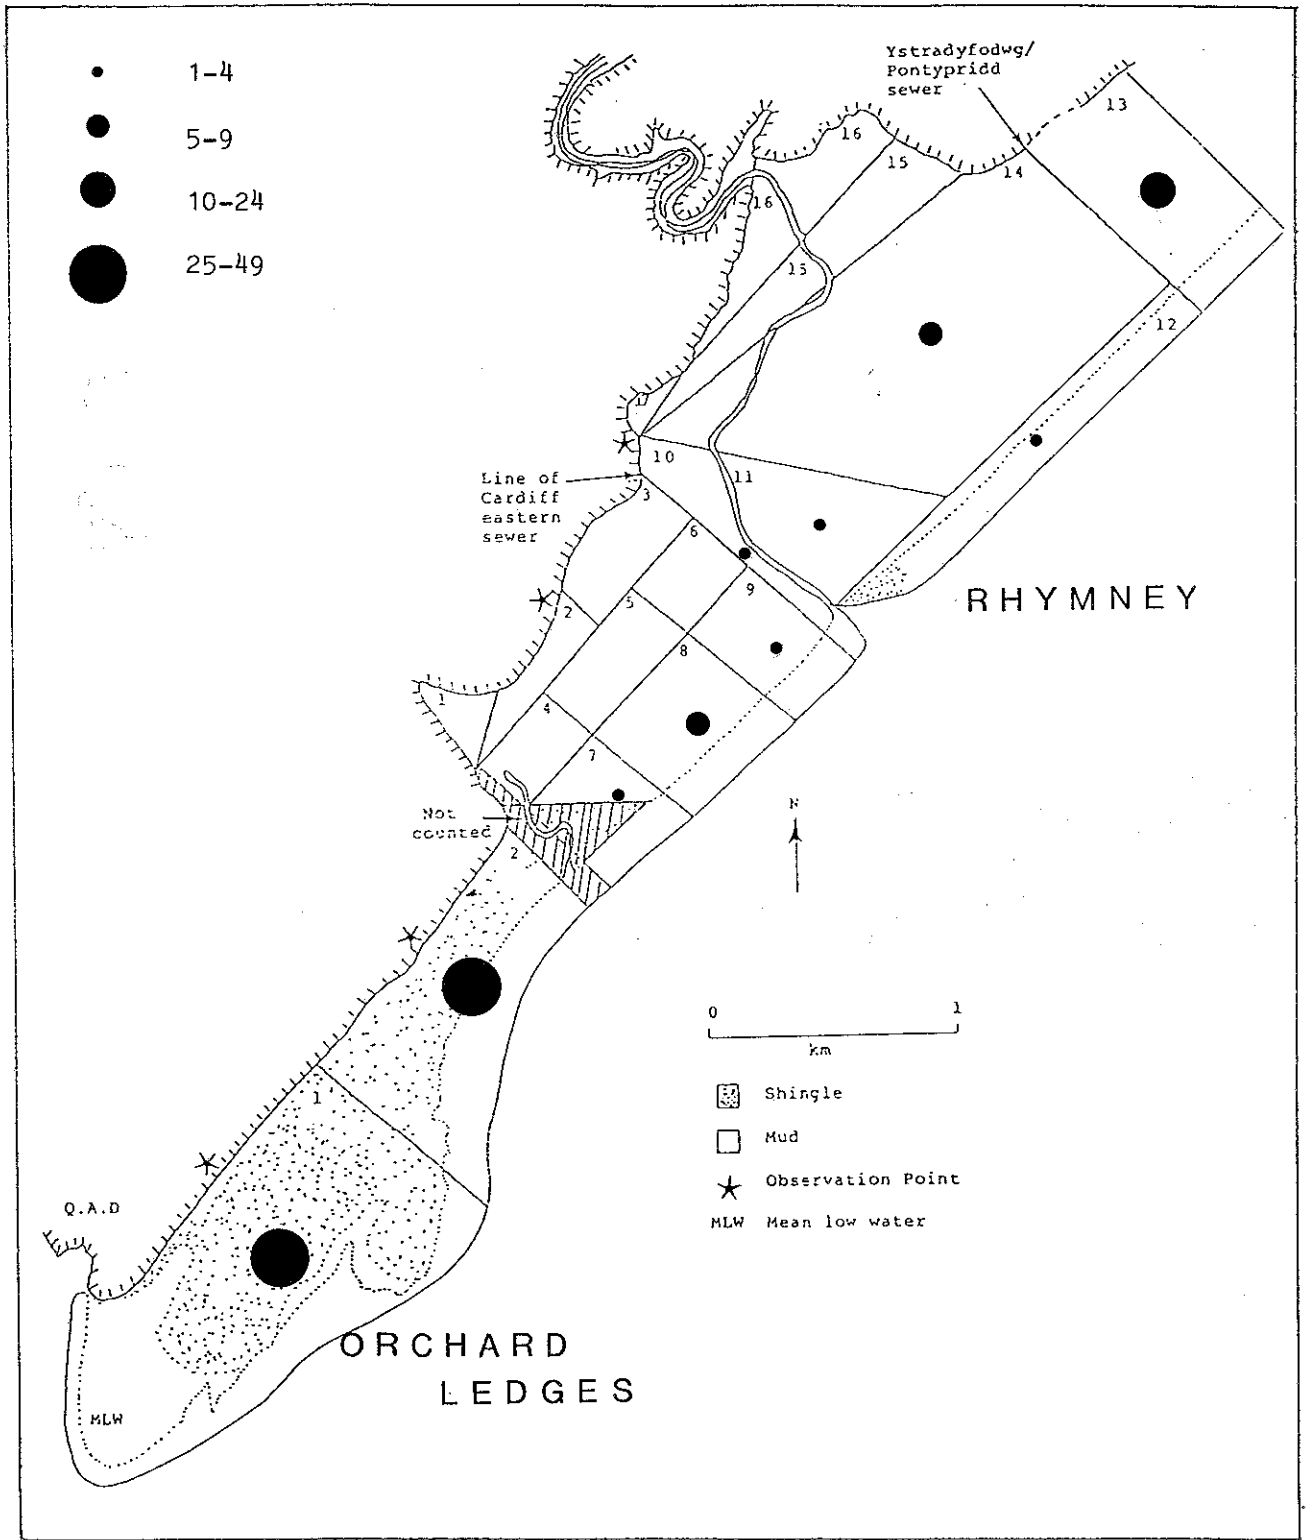 1-4
5-9
10-24
25-49
Ystradyfodwg/
Pontypridd
sewer
13
16
15
14
16
15
12
17
10
Line of
Cardiff
eastern
sewer
11
3
6
9
RHYMNEY
2
5
8
1
4
7
Not
counted
2
N
0 1
km
1
Shingle
Mud
Observation Point
MLW Mean low water
Q.A.D
ORCHARD
LEDGES
MLW